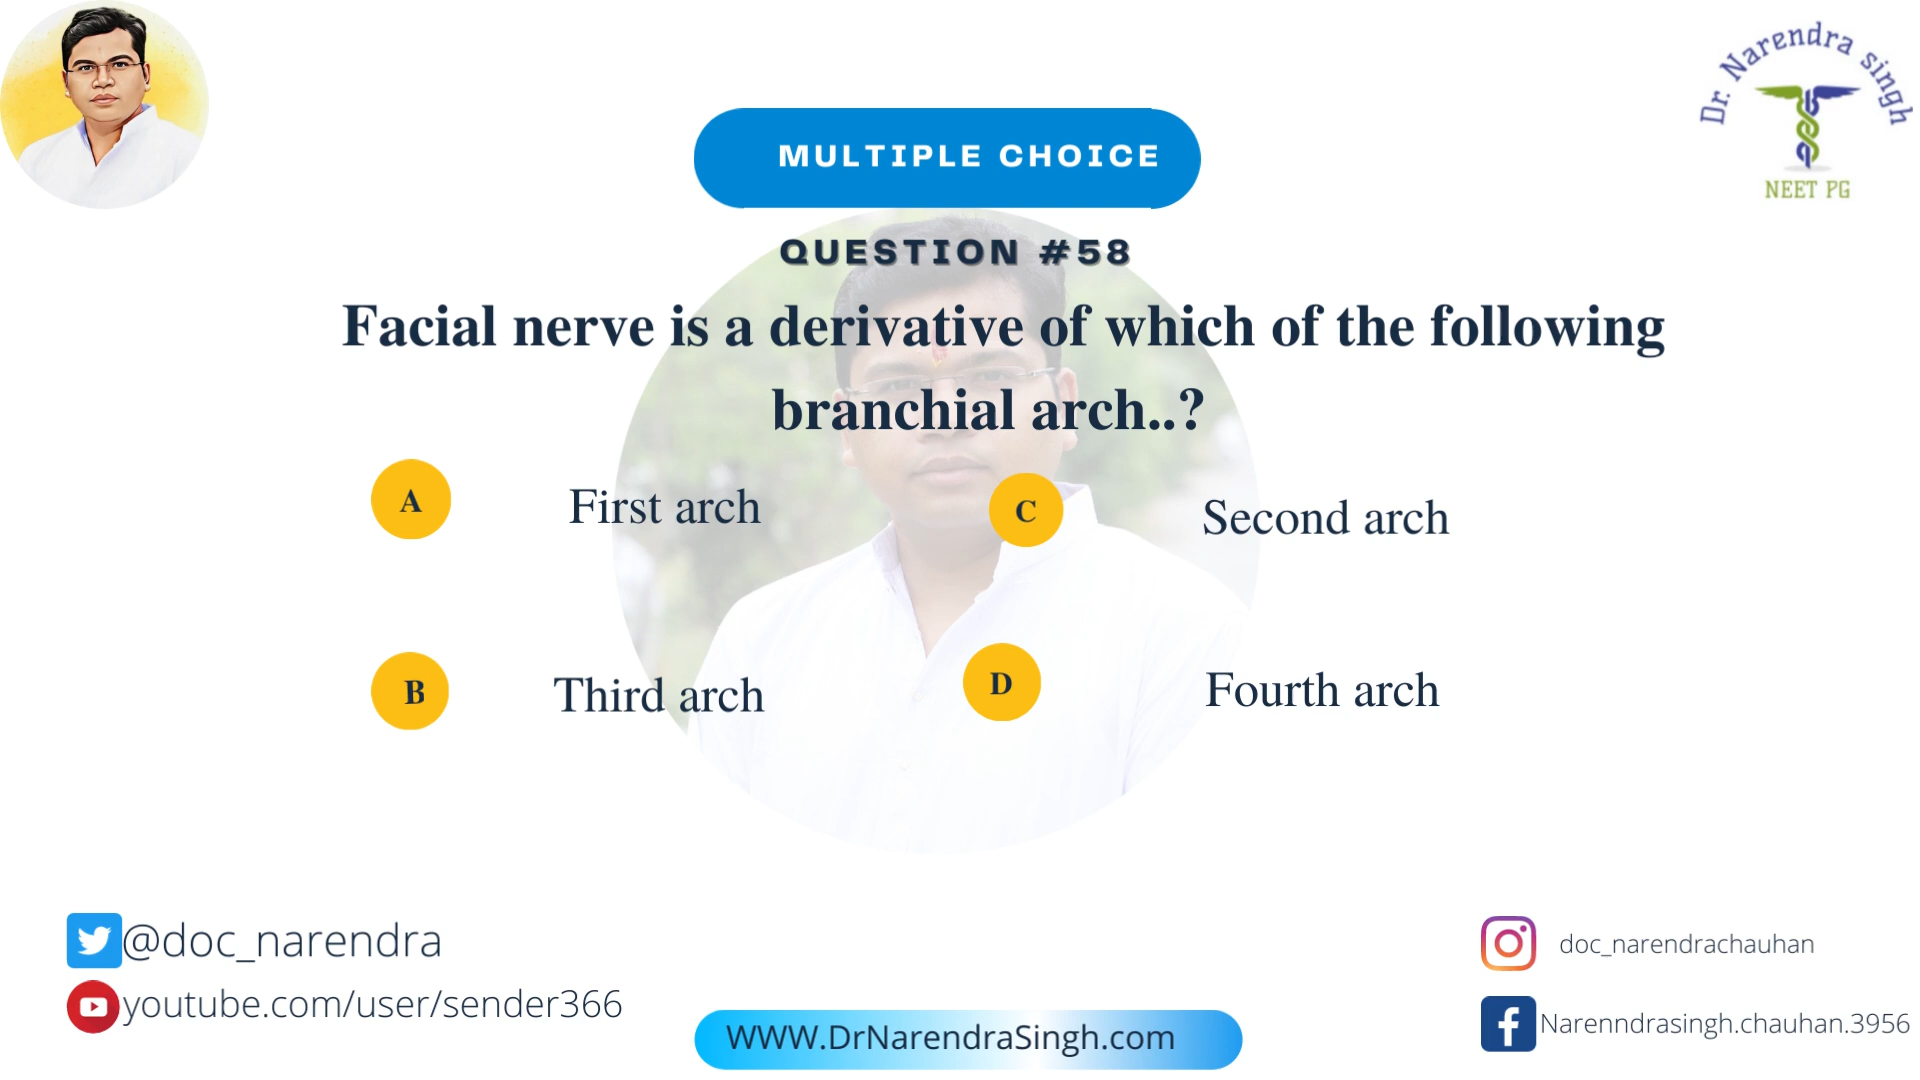 Dr. Narendra singh
NEET PG
MULTIPLE CHOICE
QUESTION #58
Facial nerve is a derivative of which of the following
branchial arch..?
A First arch
C Second arch
B Third arch
D Fourth arch
@doc_narendra
youtube.com/user/sender366
WWW.DrNarendraSingh.com
doc_narendrachauhan
Narenndrasingh.chauhan.3956